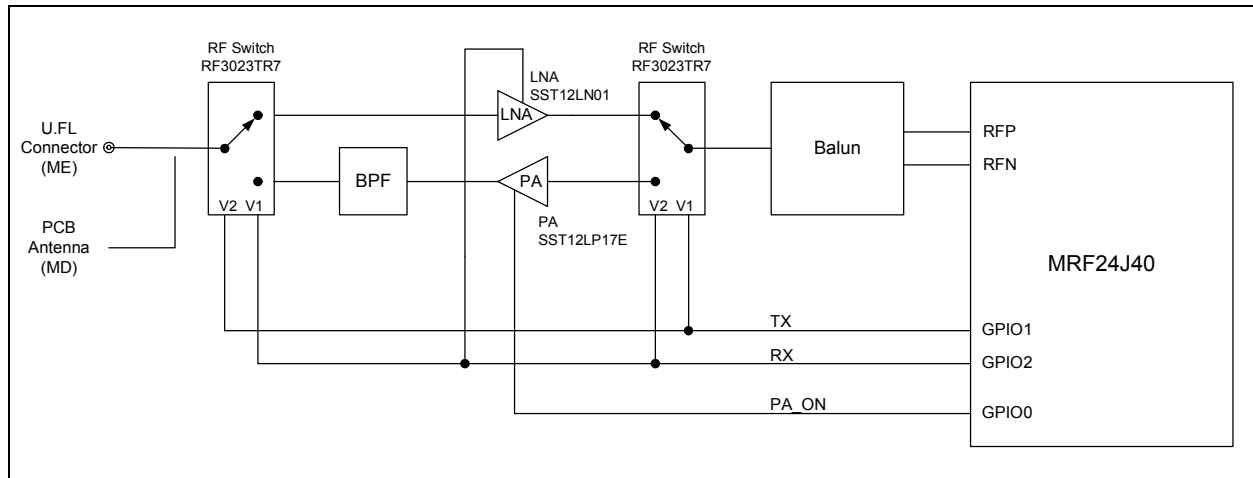 RF Switch
RF3023TR7
RF Switch
RF3023TR7
LNA
SST12LN01
LNA
U.FL
Connector
(ME)
Balun
RFP
RFN
BPF
PA
V2 V1
V2 V1
PA
SST12LP17E
PCB
Antenna
(MD)
MRF24J40
TX
GPIO1
RX
GPIO2
PA_ON
GPIO0